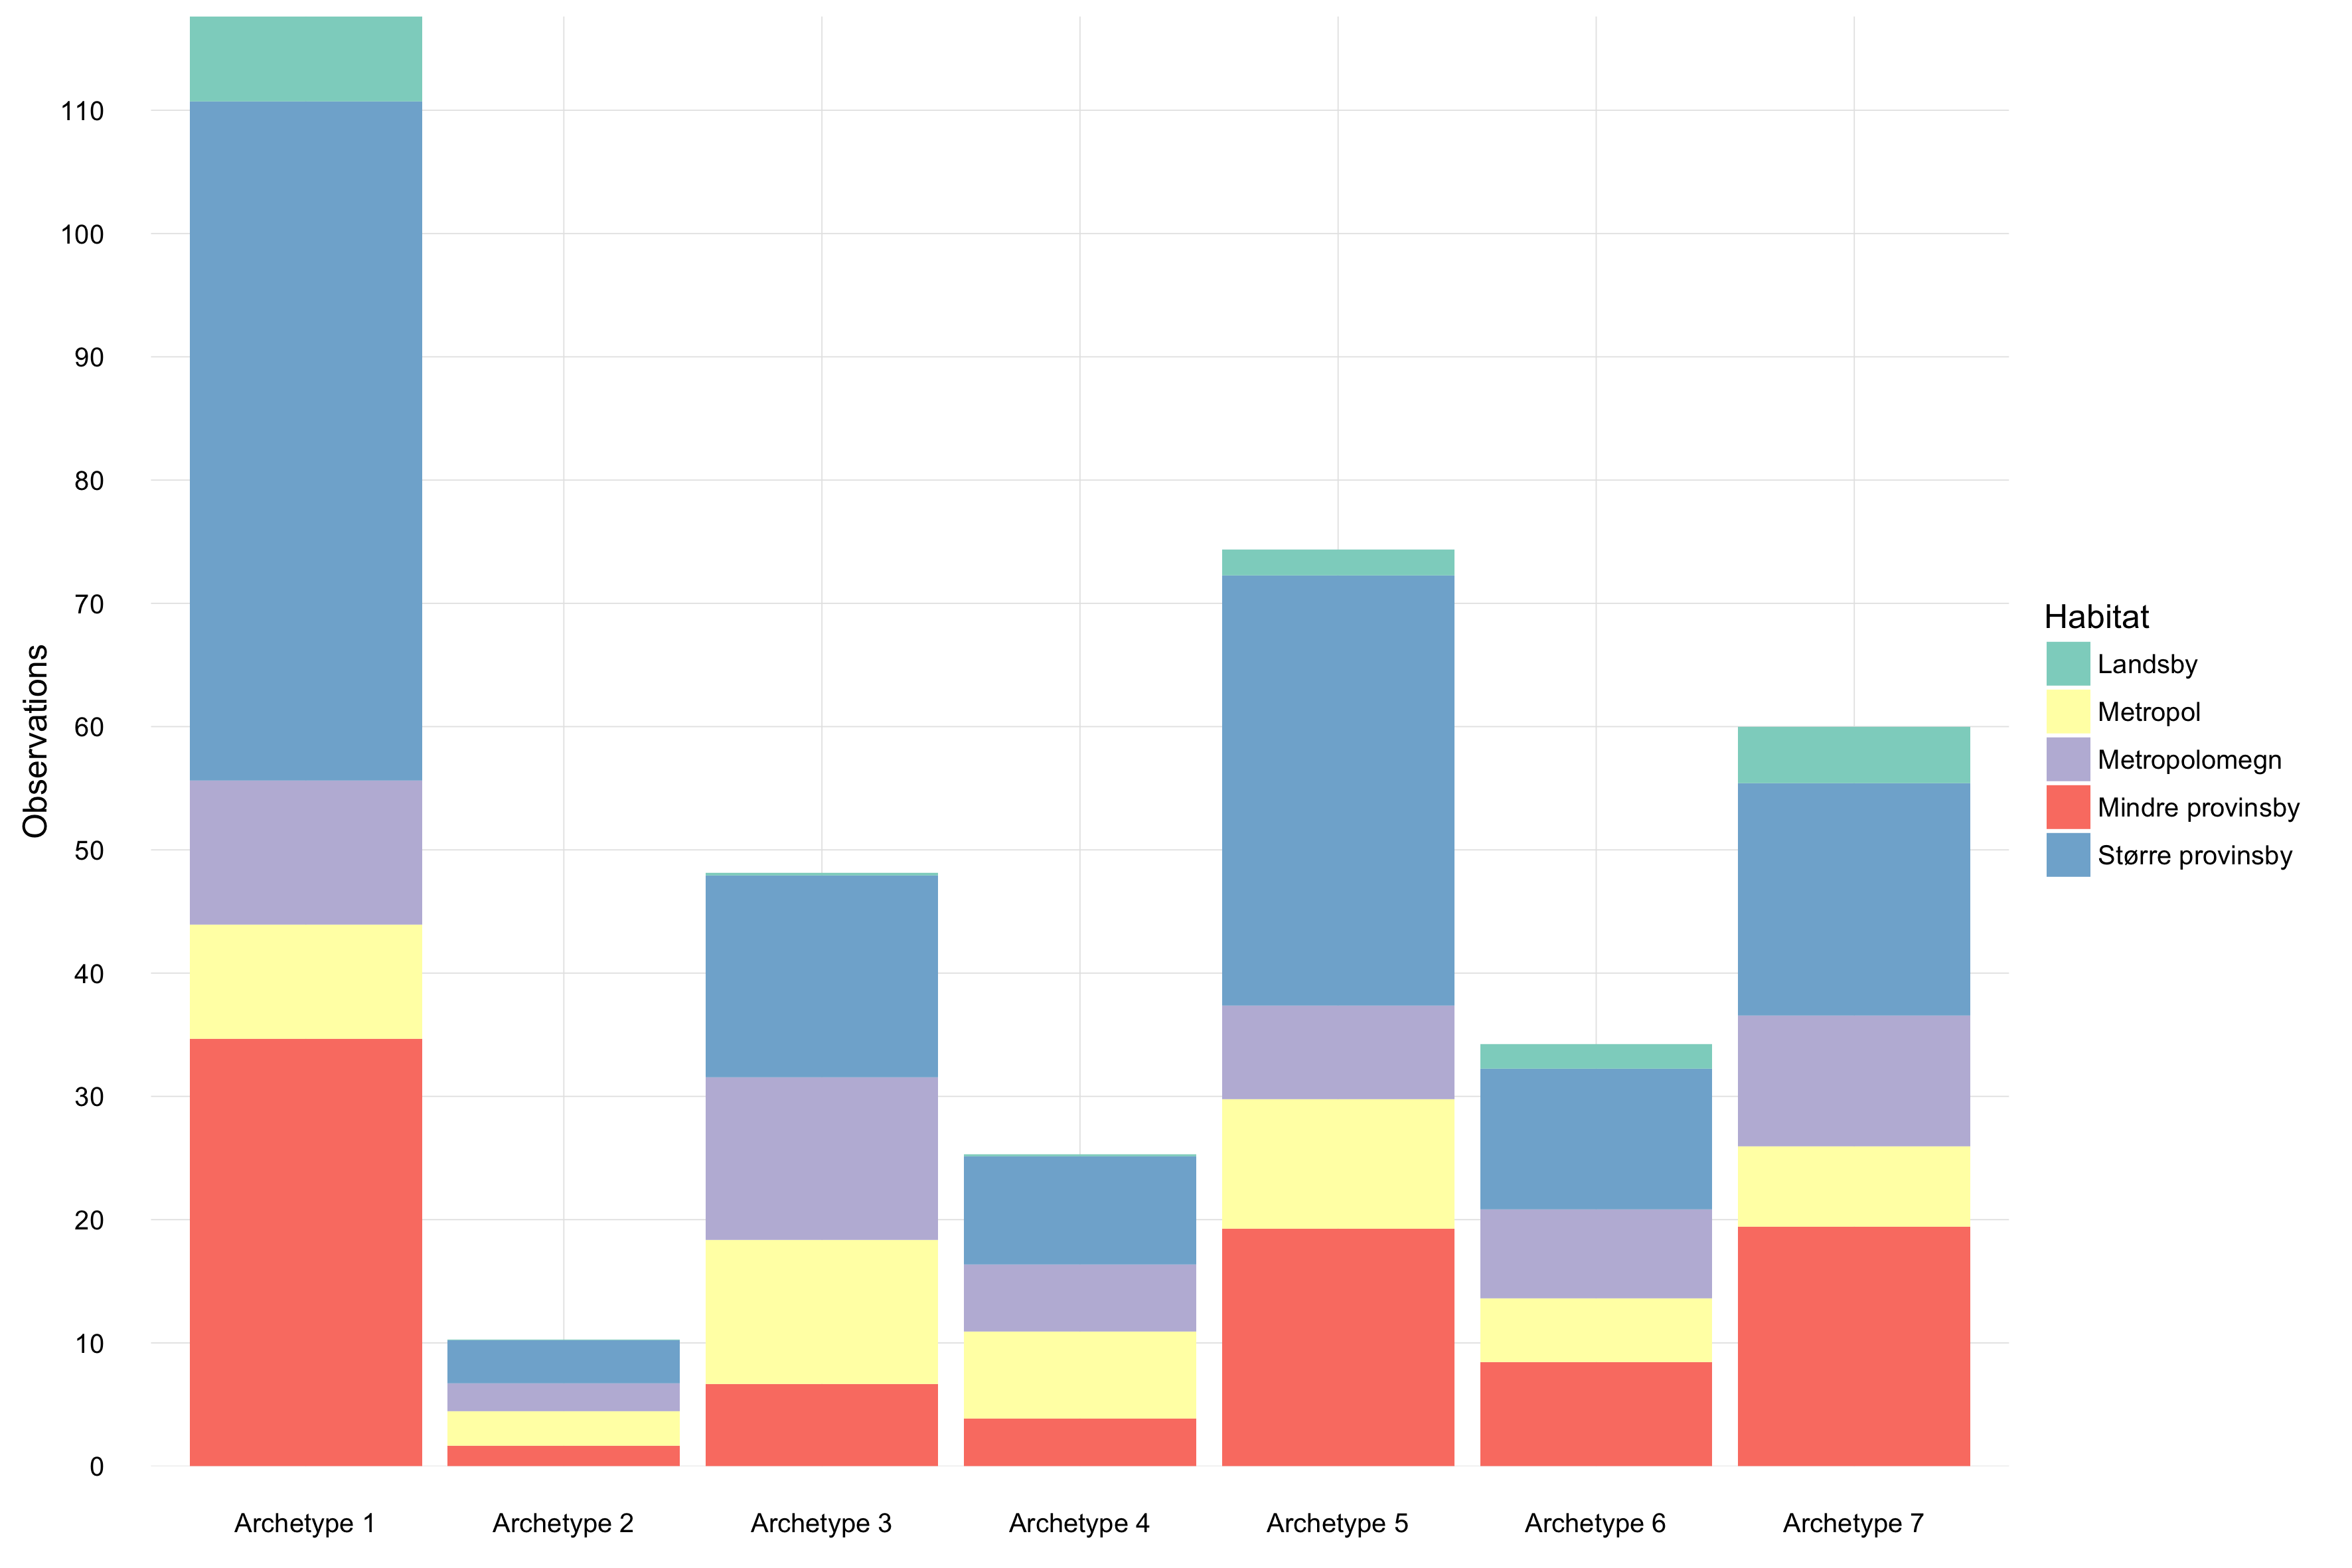 Observations
110
100
90
80
70
60
50
40
30
20
10
0
Archetype 1
Archetype 2
Archetype 3
Archetype 4
Archetype 5
Archetype 6
Archetype 7
Habitat
Landsby
Metropol
Metropolomegn
Mindre provinsby
Større provinsby